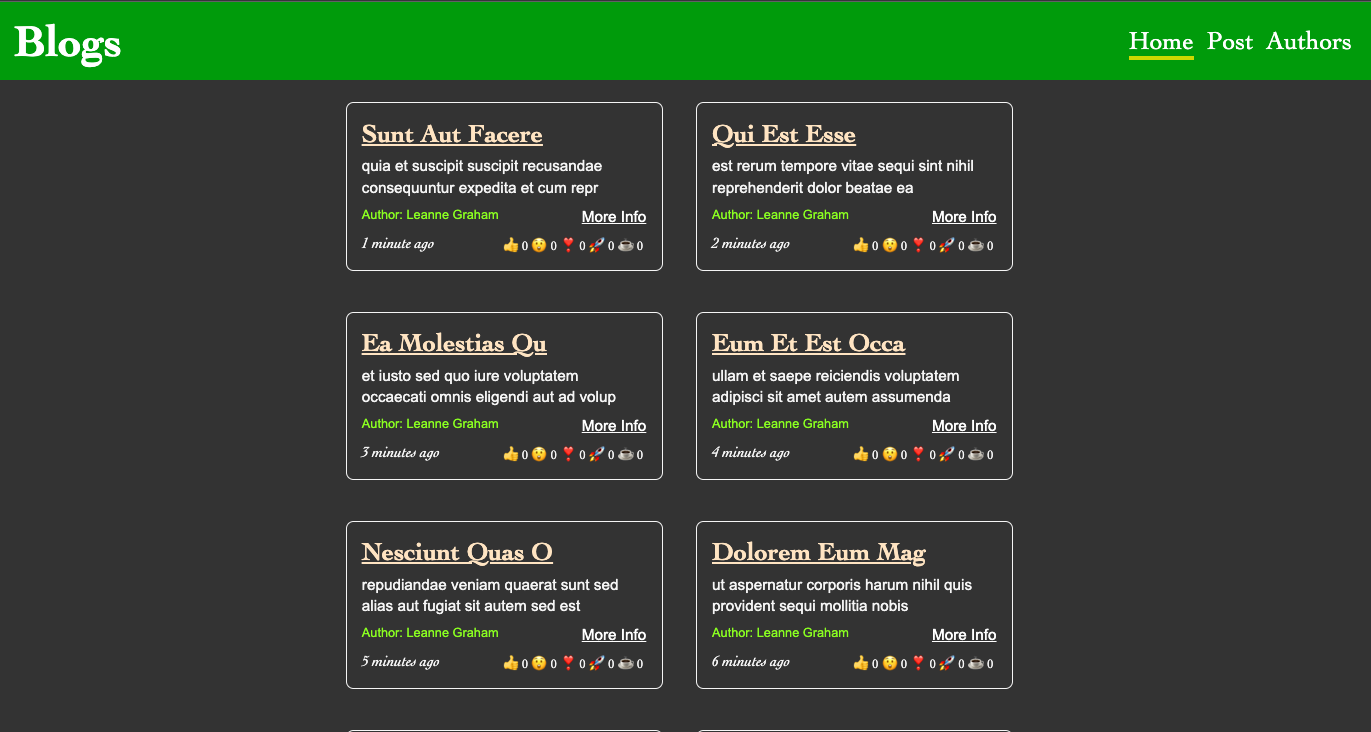 Blogs
Home Post Authors
Sunt Aut Facere
quia et suscipit suscipit recusandae
consequuntur expedita et cum repr
Author: Leanne Graham
More Info
1 minute ago
👍 0 😲 0 ❣️ 0 🚀 0 ☕ 0
Qui Est Esse
est rerum tempore vitae sequi sint nihil
reprehenderit dolor beatae ea
Author: Leanne Graham
More Info
2 minutes ago
👍 0 😲 0 ❣️ 0 🚀 0 ☕ 0
Ea Molestias Qu
et iusto sed quo iure voluptatem
occaecati omnis eligendi aut ad volup
Author: Leanne Graham
More Info
3 minutes ago
👍 0 😲 0 ❣️ 0 🚀 0 ☕ 0
Eum Et Est Occa
ullam et saepe reiciendis voluptatem
adipisci sit amet autem assumenda
Author: Leanne Graham
More Info
4 minutes ago
👍 0 😲 0 ❣️ 0 🚀 0 ☕ 0
Nesciunt Quas O
repudiandae veniam quaerat sunt sed
alias aut fugiat sit autem sed est
Author: Leanne Graham
More Info
5 minutes ago
👍 0 😲 0 ❣️ 0 🚀 0 ☕ 0
Dolorem Eum Mag
ut aspernatur corporis harum nihil quis
provident sequi mollitia nobis
Author: Leanne Graham
More Info
6 minutes ago
👍 0 😲 0 ❣️ 0 🚀 0 ☕ 0